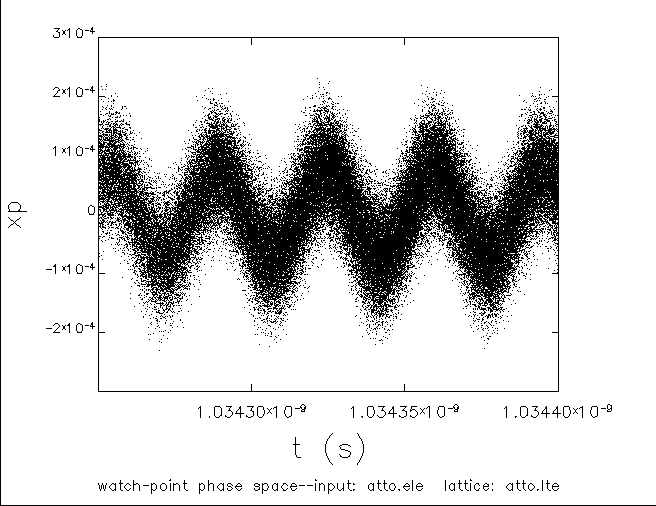 3×10⁻⁴
2×10⁻⁴
1×10⁻⁴
0
−1×10⁻⁴
−2×10⁻⁴
xp
1.03430×10⁻⁹ 1.03435×10⁻⁹ 1.03440×10⁻⁹
t (s)
watch-point phase space--input: atto.ele lattice: atto.lte